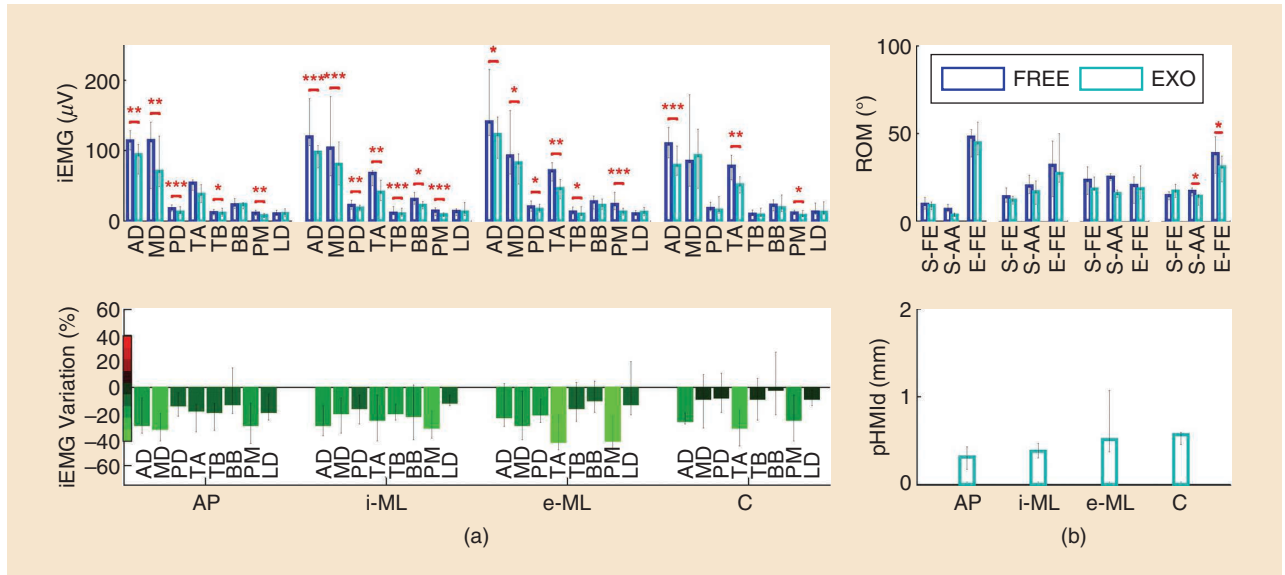 iEMG (μV)
200
100
0
* *
** ** *** *** * ***
*** ** ** ** **
*** * ** ** *** * *** * * *** *
AD MD PD TA TB BB PM LD AD MD PD TA TB BB PM LD AD MD PD TA TB BB PM LD AD MD PD TA TB BB PM LD
ROM (°)
100
50
0
FREE EXO
* *
S-FE S-AA E-FE S-FE S-AA E-FE S-FE S-AA E-FE S-FE S-AA E-FE
iEMG Variation (%)
60
40
20
0
−20
−40
−60
AD MD PD TA TB BB PM LD AD MD PD TA TB BB PM LD AD MD PD TA TB BB PM LD AD MD PD TA TB BB PM LD
AP i-ML e-ML C
(a)
pHMId (mm)
2
1
0
AP i-ML e-ML C
(b)